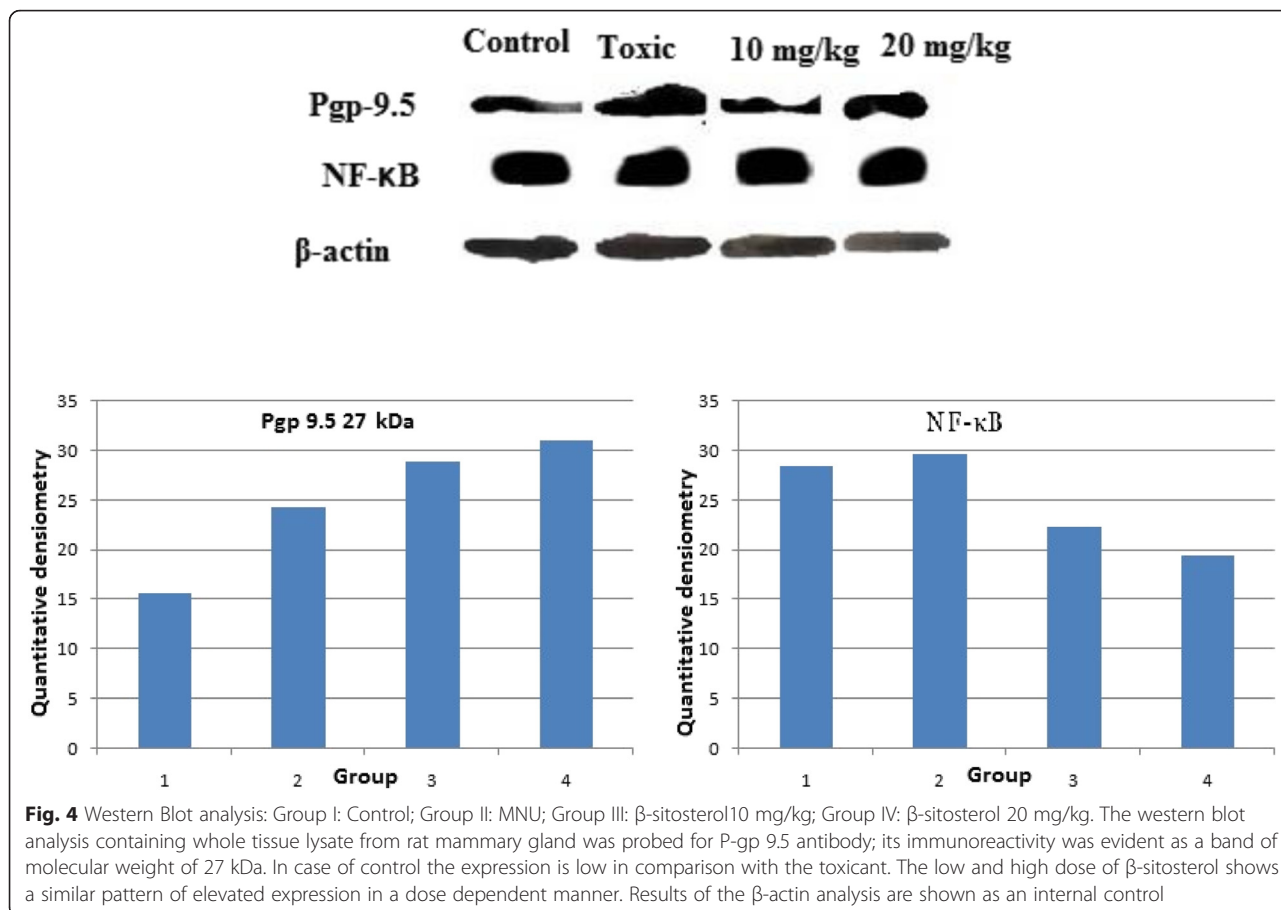 Control Toxic 10 mg/kg 20 mg/kg
Pgp-9.5
NF-κB
β-actin
Pgp 9.5 27 kDa
Quantitative densiometry
35
30
25
20
15
10
5
0
1 2 3 4
Group
NF-κB
Quantitative densiometry
35
30
25
20
15
10
5
0
1 2 3 4
Group
Fig. 4 Western Blot analysis: Group I: Control; Group II: MNU; Group III: β-sitosterol10 mg/kg; Group IV: β-sitosterol 20 mg/kg. The western blot
analysis containing whole tissue lysate from rat mammary gland was probed for P-gp 9.5 antibody; its immunoreactivity was evident as a band of
molecular weight of 27 kDa. In case of control the expression is low in comparison with the toxicant. The low and high dose of β-sitosterol shows
a similar pattern of elevated expression in a dose dependent manner. Results of the β-actin analysis are shown as an internal control